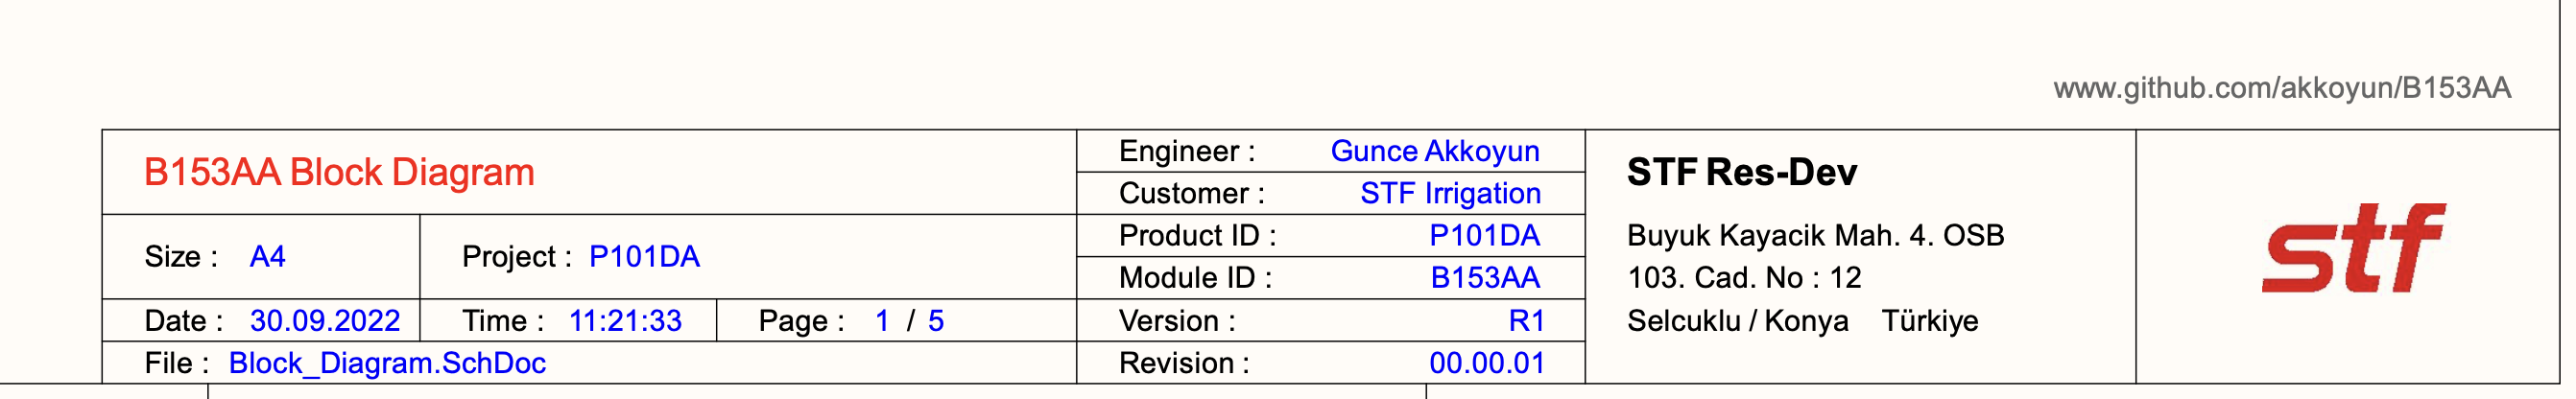 www.github.com/akkoyun/B153AA
B153AA Block Diagram
Size : A4
Project : P101DA
Date : 30.09.2022
Time : 11:21:33
Page : 1 / 5
File : Block_Diagram.SchDoc
Engineer : Gunce Akkoyun
Customer : STF Irrigation
Product ID : P101DA
Module ID : B153AA
Version : R1
Revision : 00.00.01
STF Res-Dev
Buyuk Kayacik Mah. 4. OSB
103. Cad. No : 12
Selcuklu / Konya Türkiye
stf